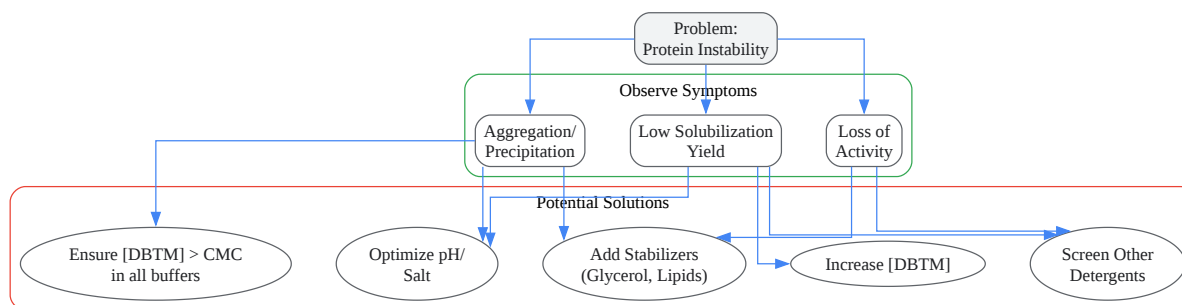 Problem:
Protein Instability
Observe Symptoms
Aggregation/
Precipitation
Low Solubilization
Yield
Loss of
Activity
Potential Solutions
Ensure [DBTM] > CMC
in all buffers
Optimize pH/
Salt
Add Stabilizers
(Glycerol, Lipids)
Increase [DBTM]
Screen Other
Detergents